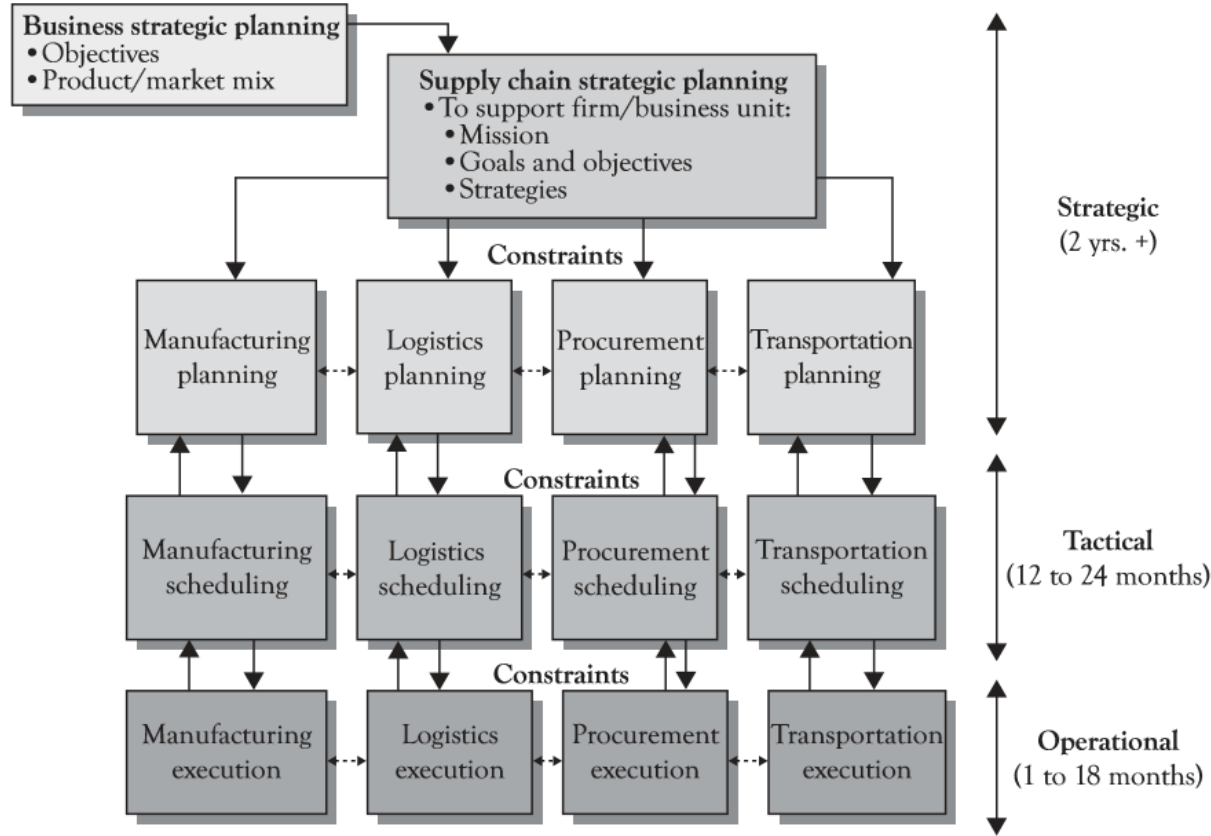 Business strategic planning
• Objectives
• Product/market mix
Supply chain strategic planning
• To support firm/business unit:
• Mission
• Goals and objectives
• Strategies
Strategic
(2 yrs. +)
Constraints
Manufacturing
planning
Logistics
planning
Procurement
planning
Transportation
planning
Constraints
Manufacturing
scheduling
Logistics
scheduling
Procurement
scheduling
Transportation
scheduling
Tactical
(12 to 24 months)
Constraints
Manufacturing
execution
Logistics
execution
Procurement
execution
Transportation
execution
Operational
(1 to 18 months)